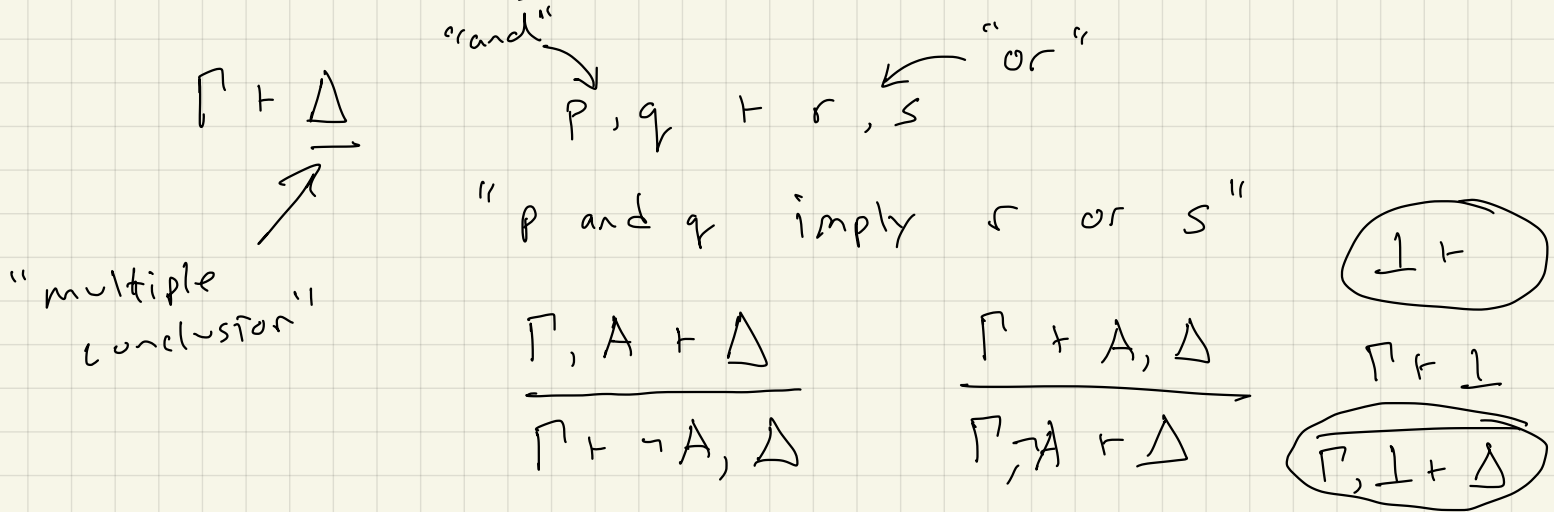 "and"
"or"
Γ ⊢ Δ
p, q ⊢ r, s
"p and q imply r or s"
"multiple
conclusion"
⊥ ⊢
Γ, A ⊢ Δ
Γ ⊢ ¬A, Δ
Γ ⊢ A, Δ
Γ, ¬A ⊢ Δ
Γ ⊢ ⊥
Γ, ⊥ ⊢ Δ